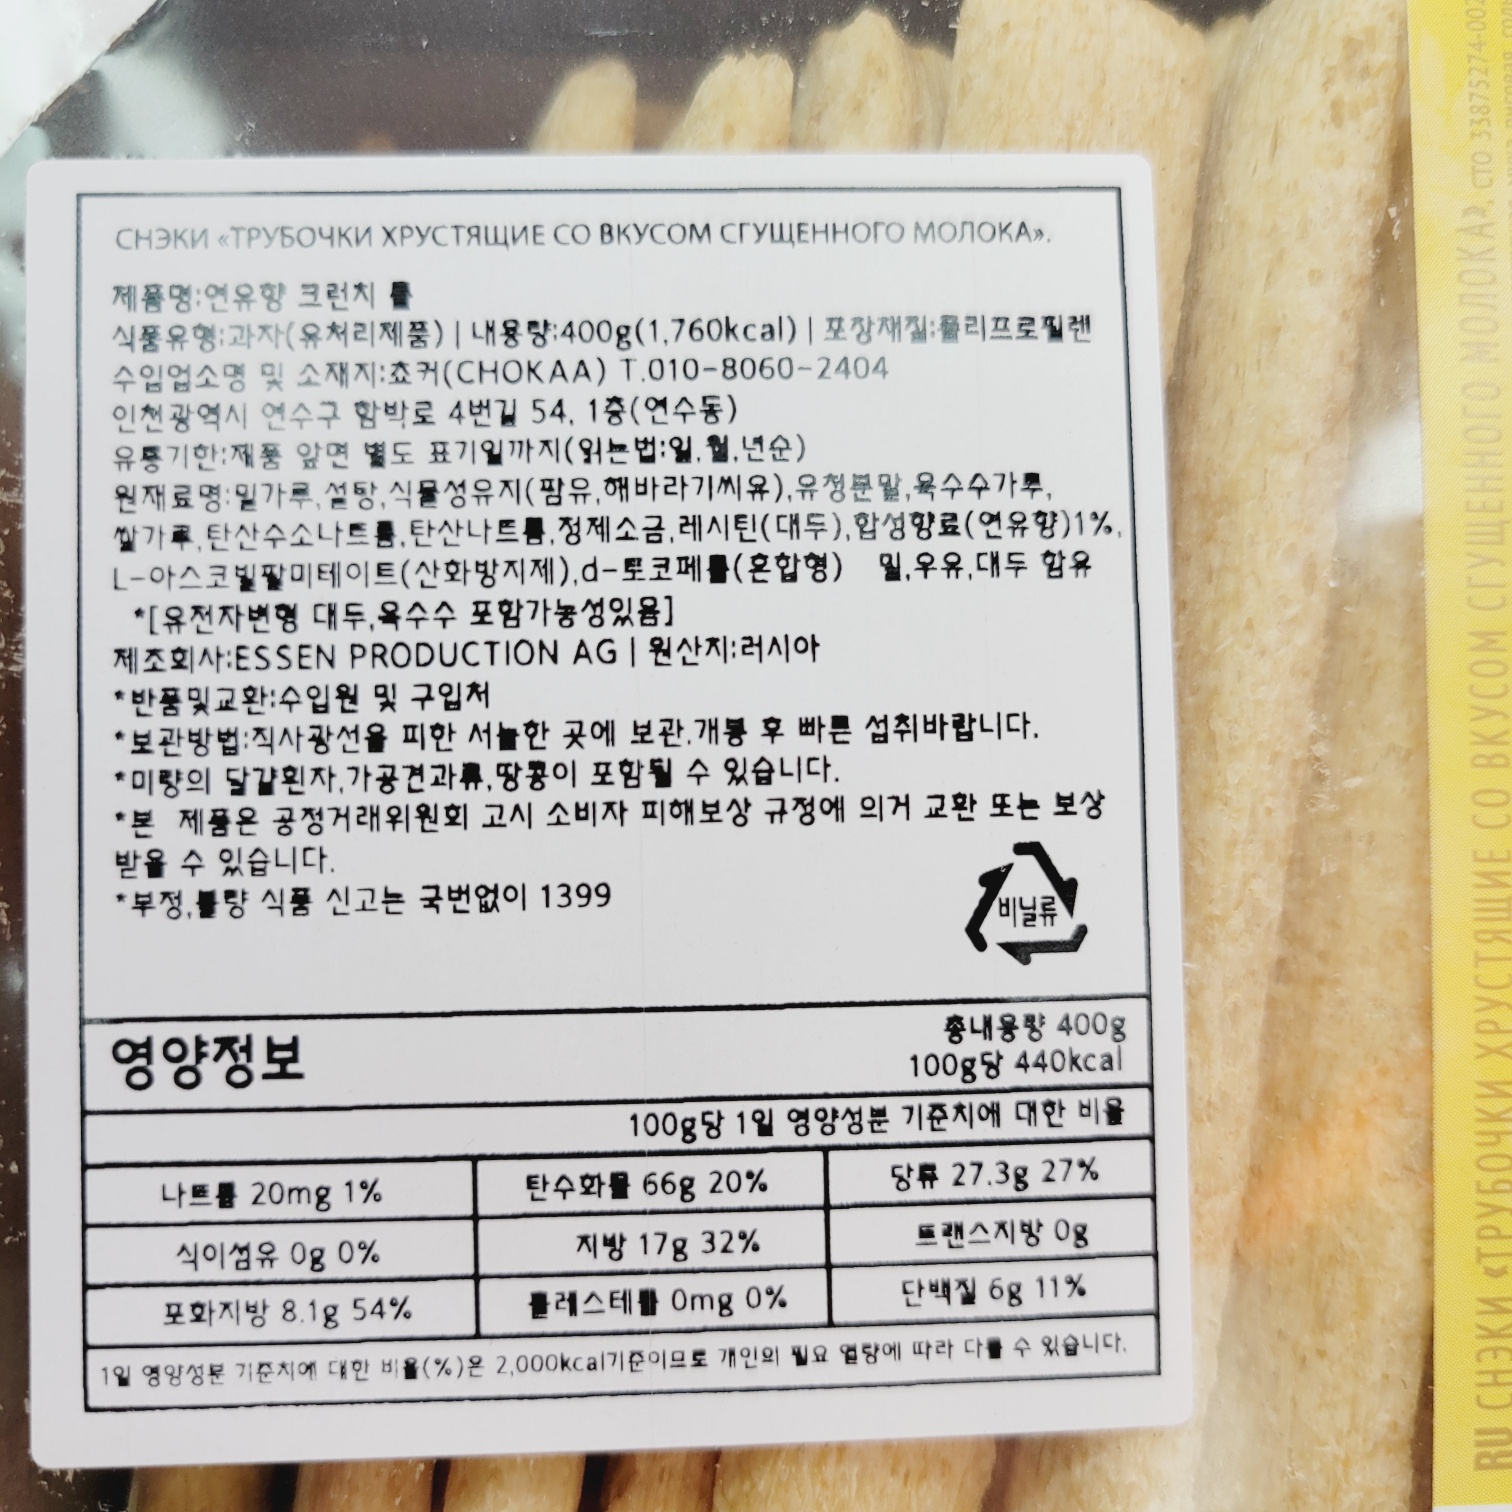 СНЭКИ «ТРУБОЧКИ ХРУСТЯЩИЕ СО ВКУСОМ СГУЩЕННОГО МОЛОКА».
제품명:연유향 크런치 롤
식품유형:과자(유처리제품) | 내용량:400g(1,760kcal) | 포장재질:폴리프로필렌
수입업소명 및 소재지:쵸커(CHOKAA) T.010-8060-2404
인천광역시 연수구 함박로 4번길 54, 1층(연수동)
유통기한:제품 앞면 별도 표기일까지(읽는법:일,월,년순)
원재료명:밀가루,설탕,식물성유지(팜유,해바라기씨유),유청분말,옥수수가루,
쌀가루,탄산수소나트륨,탄산나트륨,정제소금,레시틴(대두),합성향료(연유향)1%,
L-아스코빌팔미테이트(산화방지제),d-토코페롤(혼합형) 밀,우유,대두 함유
*[유전자변형 대두,옥수수 포함가능성있음]
제조회사:ESSEN PRODUCTION AG | 원산지:러시아
*반품및교환:수입원 및 구입처
*보관방법:직사광선을 피한 서늘한 곳에 보관.개봉 후 빠른 섭취바랍니다.
*미량의 달걀흰자,가공견과류,땅콩이 포함될 수 있습니다.
*본 제품은 공정거래위원회 고시 소비자 피해보상 규정에 의거 교환 또는 보상
받을 수 있습니다.
*부정,불량 식품 신고는 국번없이 1399
비닐류
영양정보
총내용량 400g
100g당 440kcal
100g당 1일 영양성분 기준치에 대한 비율
나트륨 20mg 1% 탄수화물 66g 20% 당류 27.3g 27%
식이섬유 0g 0% 지방 17g 32% 트랜스지방 0g
포화지방 8.1g 54% 콜레스테롤 0mg 0% 단백질 6g 11%
1일 영양성분 기준치에 대한 비율(%)은 2,000kcal기준이므로 개인의 필요 열량에 따라 다를 수 있습니다.
RU СНЭКИ «ТРУБОЧКИ ХРУСТЯЩИЕ СО ВКУСОМ СГУЩЕННОГО МОЛОКА». СТО 3387527​4-002